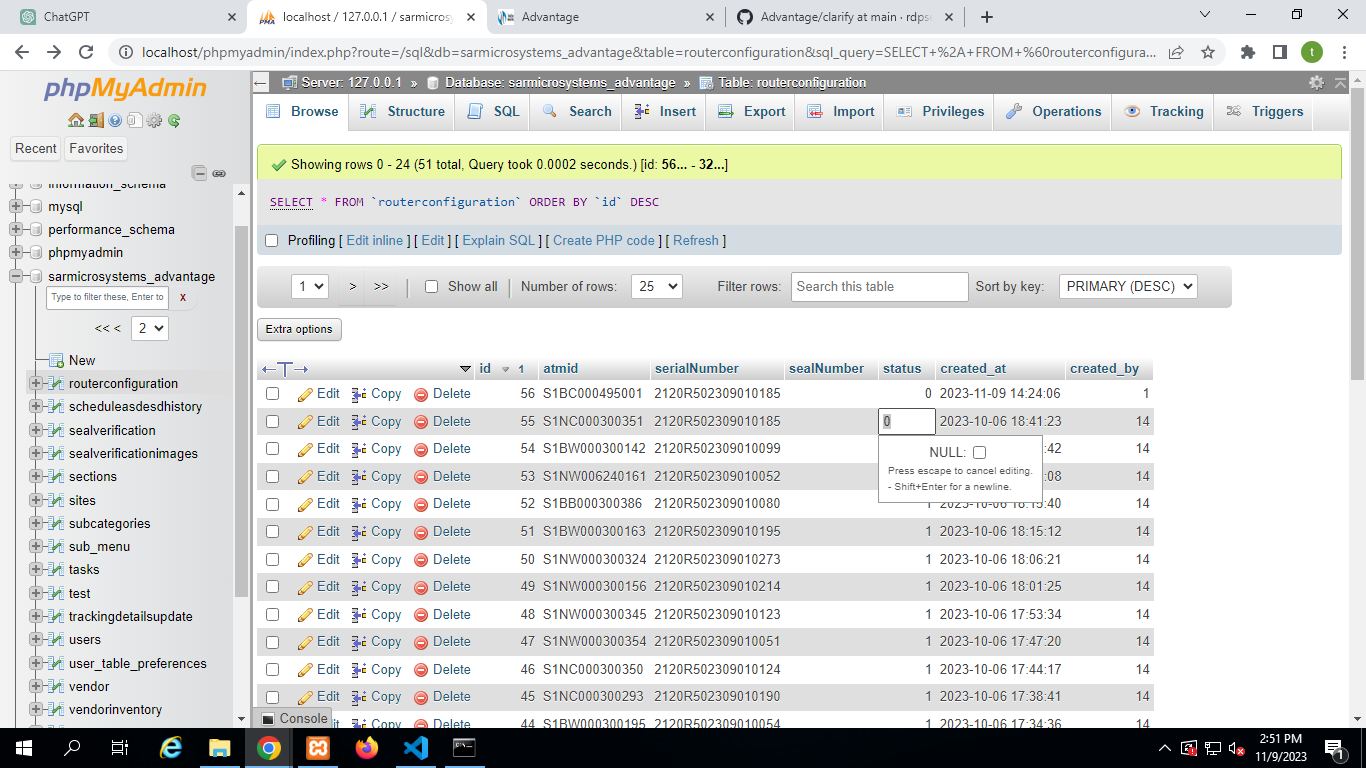 ChatGPT
localhost / 127.0.0.1 / sarmicrosy
Advantage
Advantage/clarify at main · rdps
localhost/phpmyadmin/index.php?route=/sql&db=sarmicrosystems_advantage&table=routerconfiguration&sql_query=SELECT+%2A+FROM+%60routerconfigura...
t
phpMyAdmin
Recent Favorites
information_schema
mysql
performance_schema
phpmyadmin
sarmicrosystems_advantage
Type to filter these, Enter to X
<< < 2
New
routerconfiguration
scheduleasdesdhistory
sealverification
sealverificationimages
sections
sites
subcategories
sub_menu
tasks
test
trackingdetailsupdate
users
user_table_preferences
vendor
vendorinventory
Server: 127.0.0.1 » Database: sarmicrosystems_advantage » Table: routerconfiguration
Browse Structure SQL Search Insert Export Import Privileges Operations Tracking Triggers
Showing rows 0 - 24 (51 total, Query took 0.0002 seconds.) [id: 56... - 32...]
SELECT * FROM `routerconfiguration` ORDER BY `id` DESC
Profiling [ Edit inline ] [ Edit ] [ Explain SQL ] [ Create PHP code ] [ Refresh ]
1 > >> Show all Number of rows: 25 Filter rows: Search this table Sort by key: PRIMARY (DESC)
Extra options
id 1 atmid serialNumber sealNumber status created_at created_by
Edit Copy Delete 56 S1BC000495001 2120R502309010185 0 2023-11-09 14:24:06 1
Edit Copy Delete 55 S1NC000300351 2120R502309010185 0 2023-10-06 18:41:23 14
Edit Copy Delete 54 S1BW000300142 2120R502309010099 :42 14
NULL:
Press escape to cancel editing.
- Shift+Enter for a newline.
Edit Copy Delete 53 S1NW006240161 2120R502309010052 :08 14
Edit Copy Delete 52 S1BB000300386 2120R502309010080 1 2023-10-06 18:19:40 14
Edit Copy Delete 51 S1BW000300163 2120R502309010195 1 2023-10-06 18:15:12 14
Edit Copy Delete 50 S1NW000300324 2120R502309010273 1 2023-10-06 18:06:21 14
Edit Copy Delete 49 S1NW000300156 2120R502309010214 1 2023-10-06 18:01:25 14
Edit Copy Delete 48 S1NW000300345 2120R502309010123 1 2023-10-06 17:53:34 14
Edit Copy Delete 47 S1NW000300354 2120R502309010051 1 2023-10-06 17:47:20 14
Edit Copy Delete 46 S1NC000300350 2120R502309010124 1 2023-10-06 17:44:17 14
Edit Copy Delete 45 S1NC000300293 2120R502309010190 1 2023-10-06 17:38:41 14
Edit Copy Delete 44 S1BW000300195 2120R502309010054 1 2023-10-06 17:34:36 14
Console
2:51 PM
11/9/2023
1